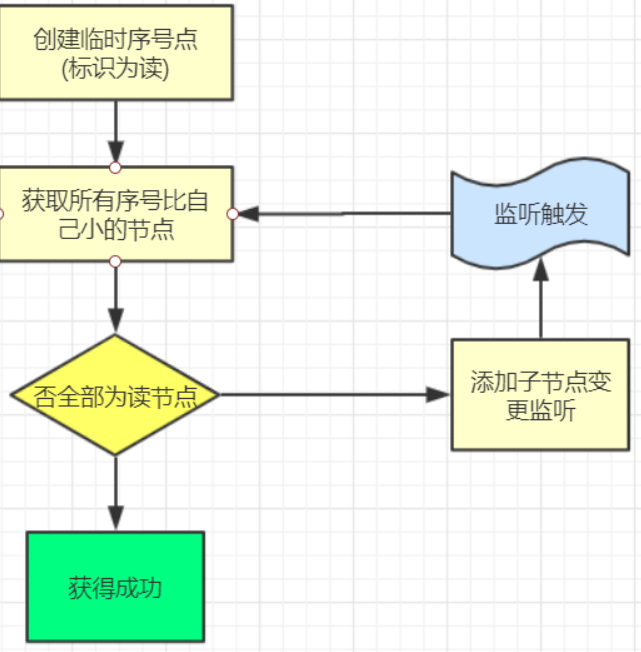 创建临时序号点
(标识为读)
获取所有序号比自
己小的节点
监听触发
否全部为读节点
添加子节点变
更监听
获得成功